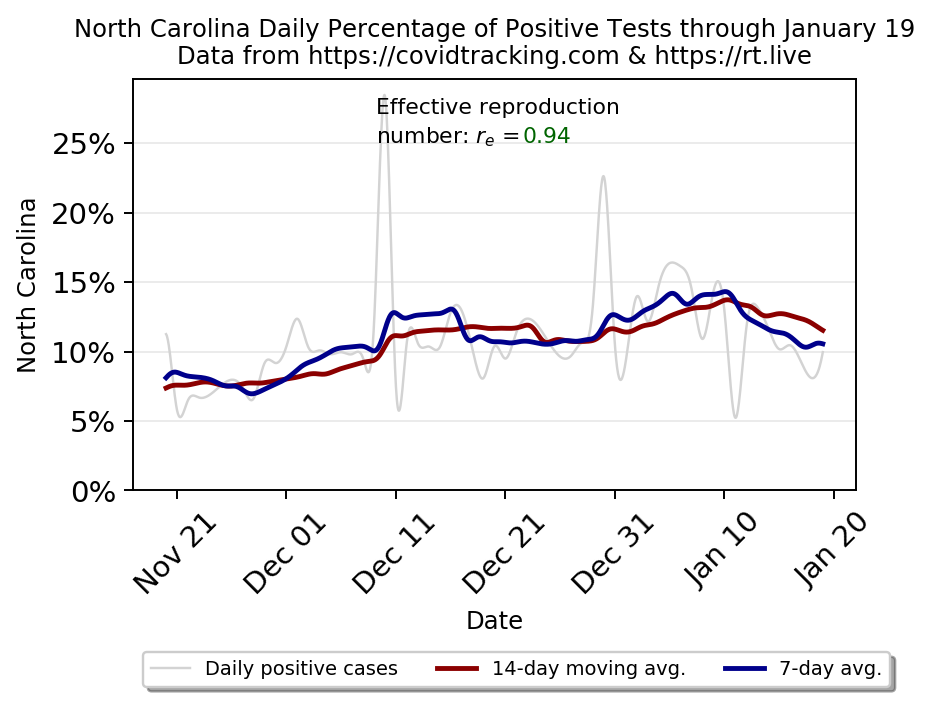 North Carolina Daily Percentage of Positive Tests through January 19
Data from https://covidtracking.com & https://rt.live
Effective reproduction
number: rₑ = 0.94
North Carolina
25%
20%
15%
10%
5%
0%
Nov 21
Dec 01
Dec 11
Dec 21
Dec 31
Jan 10
Jan 20
Date
Daily positive cases
14-day moving avg.
7-day avg.